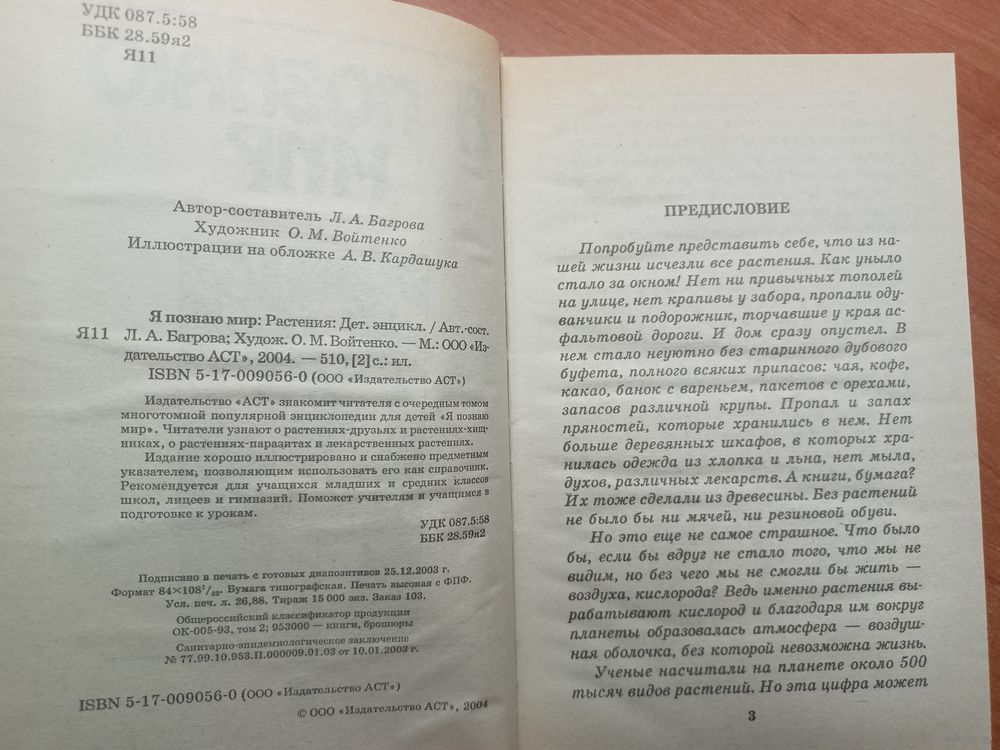 УДК 087.5:58
ББК 28.59я2
Я11
Автор-составитель Л. А. Багрова
Художник О. М. Войтенко
Иллюстрации на обложке А. В. Кардашука
Я познаю мир: Растения: Дет. энцикл. / Авт.-сост.
Я11 Л. А. Багрова; Худож. О. М. Войтенко. — М.: ООО «Из-
дательство АСТ», 2004. — 510, [2] с.: ил.
ISBN 5-17-009056-0 (ООО «Издательство АСТ»)
Издательство «АСТ» знакомит читателя с очередным томом
многотомной популярной энциклопедии для детей «Я познаю
мир». Читатели узнают о растениях-друзьях и растениях-хищ-
никах, о растениях-паразитах и лекарственных растениях.
Издание хорошо иллюстрировано и снабжено предметным
указателем, позволяющим использовать его как справочник.
Рекомендуется для учащихся младших и средних классов
школ, лицеев и гимназий. Поможет учителям и учащимся в
подготовке к урокам.
УДК 087.5:58
ББК 28.59я2
Подписано в печать с готовых диапозитивов 25.12.2003 г.
Формат 84×108 1/32. Бумага типографская. Печать высокая с ФПФ.
Усл. печ. л. 26,88. Тираж 15 000 экз. Заказ 103.
Общероссийский классификатор продукции
ОК-005-93, том 2; 953000 — книги, брошюры
Санитарно-эпидемиологическое заключение
№ 77.99.10.953.П.000009.01.03 от 10.01.2003 г.
ISBN 5-17-009056-0 (ООО «Издательство АСТ»)
© ООО «Издательство АСТ», 2004
ПРЕДИСЛОВИЕ
Попробуйте представить себе, что из на-
шей жизни исчезли все растения. Как уныло
стало за окном! Нет ни привычных тополей
на улице, нет крапивы у забора, пропали оду-
ванчики и подорожник, торчавшие у края ас-
фальтовой дороги. И дом сразу опустел. В
нем стало неуютно без старинного дубового
буфета, полного всяких припасов: чая, кофе,
какао, банок с вареньем, пакетов с орехами,
запасов различной крупы. Пропал и запах
пряностей, которые хранились в нем. Нет
больше деревянных шкафов, в которых хра-
нилась одежда из хлопка и льна, нет мыла,
духов, различных лекарств. А книги, бумага?
Их тоже сделали из древесины. Без растений
не было бы ни мячей, ни резиновой обуви.
Но это еще не самое страшное. Что было
бы, если бы вдруг не стало того, что мы не
видим, но без чего мы не смогли бы жить —
воздуха, кислорода? Ведь именно растения вы-
рабатывают кислород и благодаря им вокруг
планеты образовалась атмосфера — воздуш-
ная оболочка, без которой невозможна жизнь.
Ученые насчитали на планете около 500
тысяч видов растений. Но эта цифра может
3